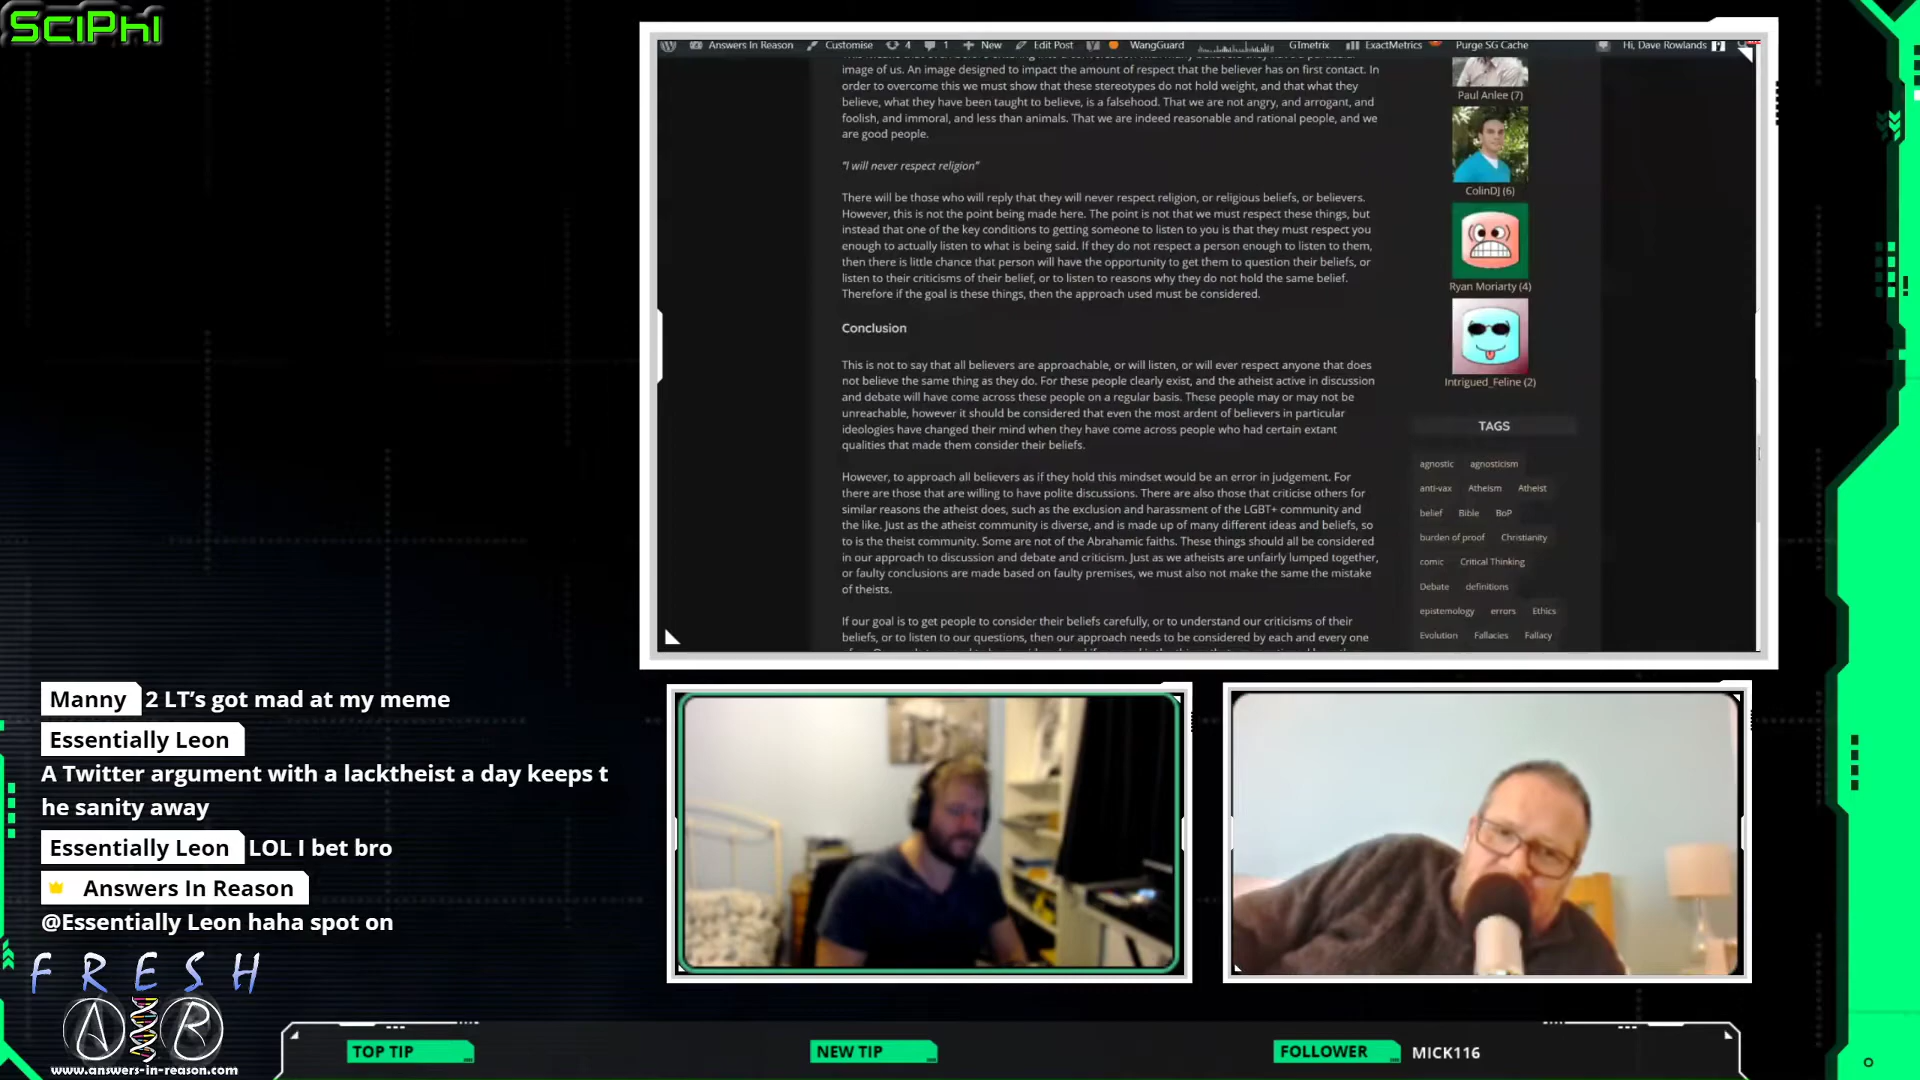 SCIPHI
Answers In Reason Customise 4 1 New Edit Post WangGuard GTmetrix ExactMetrics Purge SG Cache Hi, Dave Rowlands
image of us. An image designed to impact the amount of respect that the believer has on first contact. In
order to overcome this we must show that these stereotypes do not hold weight, and that what they
believe, what they have been taught to believe, is a falsehood. That we are not angry, and arrogant, and
foolish, and immoral, and less than animals. That we are indeed reasonable and rational people, and we
are good people.
"I will never respect religion"
There will be those who will reply that they will never respect religion, or religious beliefs, or believers.
However, this is not the point being made here. The point is not that we must respect these things, but
instead that one of the key conditions to getting someone to listen to you is that they must respect you
enough to actually listen to what is being said. If they do not respect a person enough to listen to them,
then there is little chance that person will have the opportunity to get them to question their beliefs, or
listen to their criticisms of their belief, or to listen to reasons why they do not hold the same belief.
Therefore if the goal is these things, then the approach used must be considered.
Conclusion
This is not to say that all believers are approachable, or will listen, or will ever respect anyone that does
not believe the same thing as they do. For these people clearly exist, and the atheist active in discussion
and debate will have come across these people on a regular basis. These people may or may not be
unreachable, however it should be considered that even the most ardent of believers in particular
ideologies have changed their mind when they have come across people who had certain extant
qualities that made them consider their beliefs.
However, to approach all believers as if they hold this mindset would be an error in judgement. For
there are those that are willing to have polite discussions. There are also those that criticise others for
similar reasons the atheist does, such as the exclusion and harassment of the LGBT+ community and
the like. Just as the atheist community is diverse, and is made up of many different ideas and beliefs, so
to is the theist community. Some are not of the Abrahamic faiths. These things should all be considered
in our approach to discussion and debate and criticism. Just as we atheists are unfairly lumped together,
or faulty conclusions are made based on faulty premises, we must also not make the same the mistake
of theists.
If our goal is to get people to consider their beliefs carefully, or to understand our criticisms of their
beliefs, or to listen to our questions, then our approach needs to be considered by each and every one
Paul Anlee (7)
ColinDJ (6)
Ryan Moriarty (4)
Intrigued_Feline (2)
TAGS
agnostic agnosticism
anti-vax Atheism Atheist
belief Bible BoP
burden of proof Christianity
comic Critical Thinking
Debate definitions
epistemology errors Ethics
Evolution Fallacies Fallacy
Manny 2 LT's got mad at my meme
Essentially Leon
A Twitter argument with a lacktheist a day keeps t
he sanity away
Essentially Leon LOL I bet bro
Answers In Reason
@Essentially Leon haha spot on
FRESH
A R
www.answers-in-reason.com
TOP TIP
NEW TIP
FOLLOWER MICK116